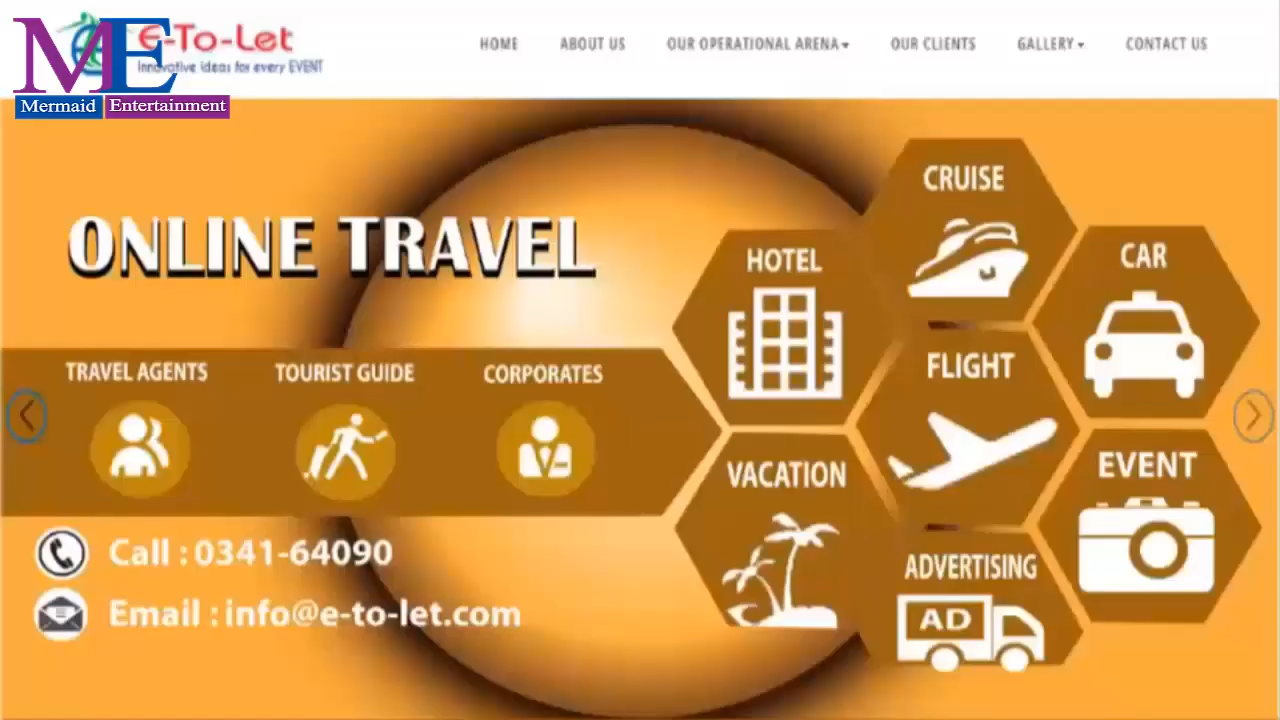 ME
Mermaid Entertainment
E-To-Let
Innovative ideas for every EVENT
HOME ABOUT US OUR OPERATIONAL ARENA OUR CLIENTS GALLERY CONTACT US
ONLINE TRAVEL
TRAVEL AGENTS
TOURIST GUIDE
CORPORATES
Call : 0341-64090
Email : info@e-to-let.com
CRUISE
HOTEL
CAR
FLIGHT
VACATION
EVENT
ADVERTISING
AD